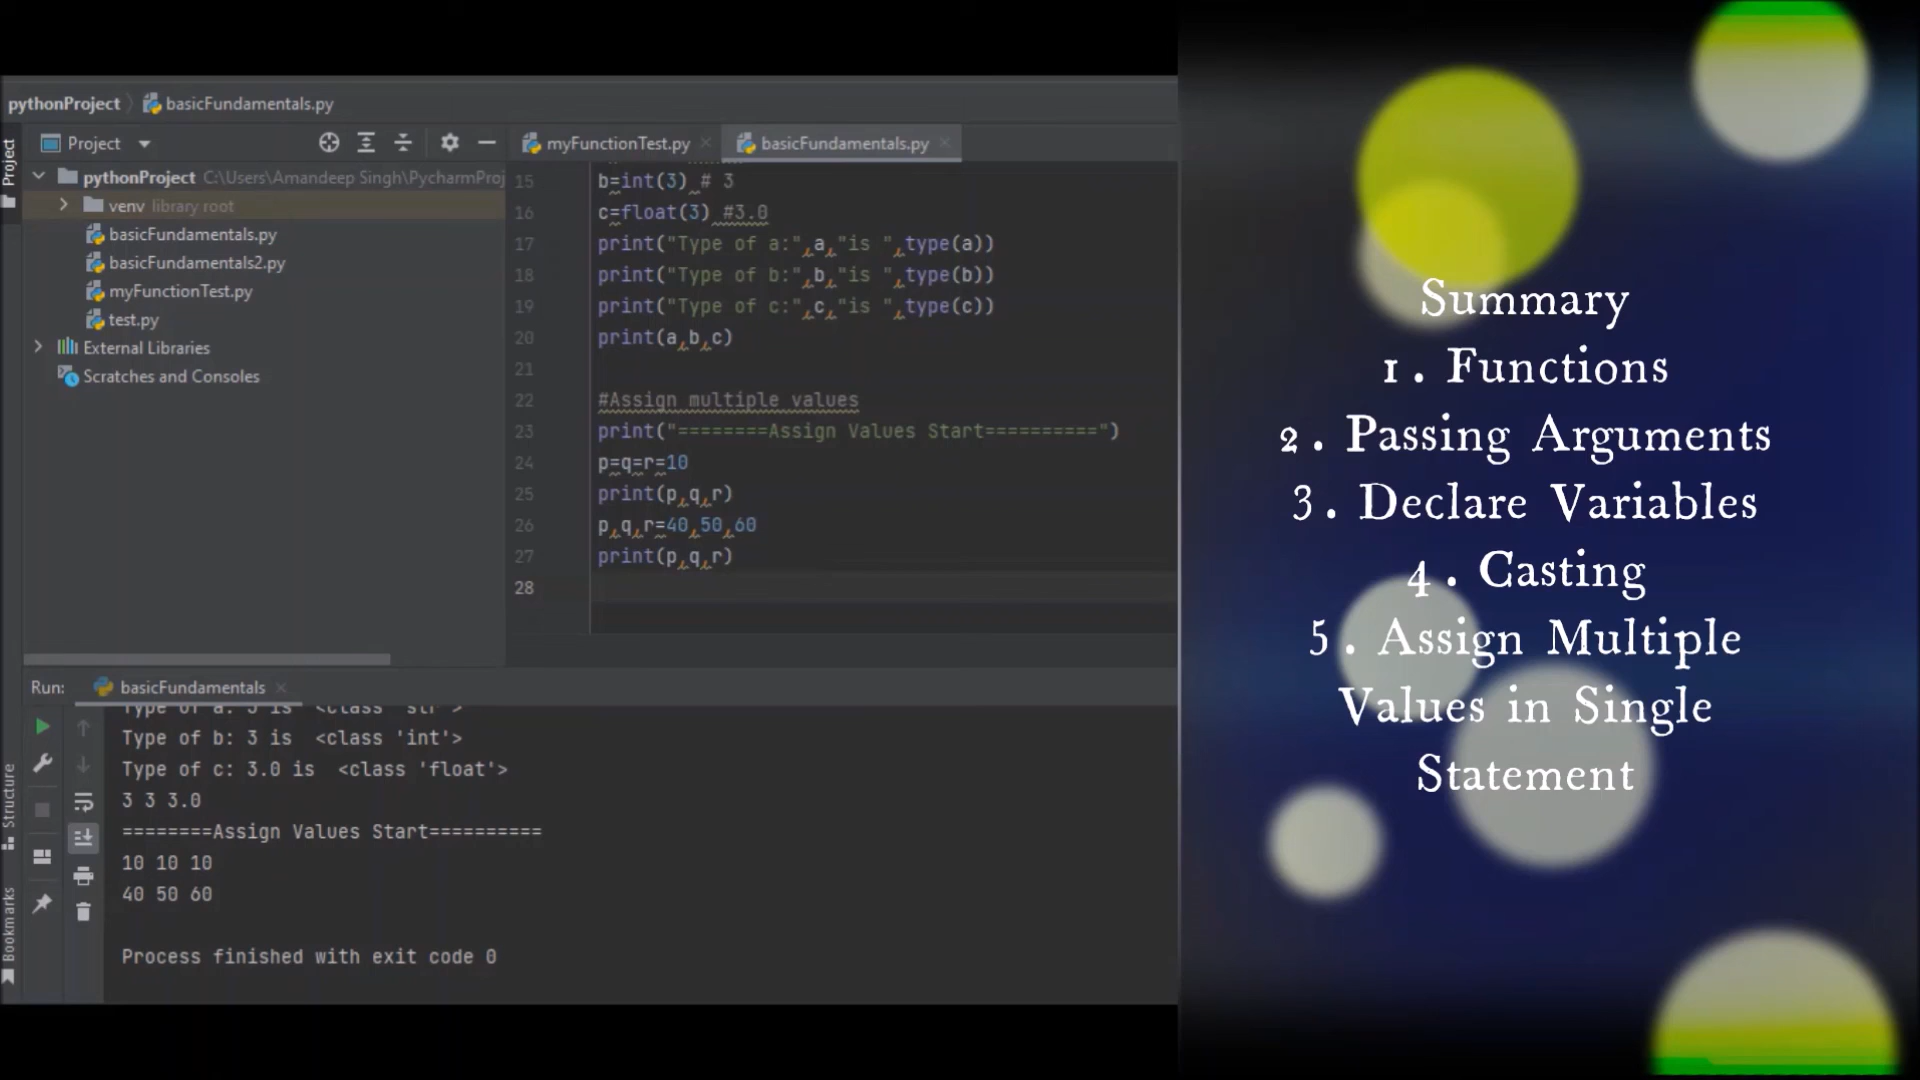 pythonProject basicFundamentals.py
Project
Project
myFunctionTest.py
basicFundamentals.py
pythonProject C:\Users\Amandeep Singh\PycharmProj
venv library root
basicFundamentals.py
basicFundamentals2.py
myFunctionTest.py
test.py
External Libraries
Scratches and Consoles
15 b=int(3) # 3
16 c=float(3) #3.0
17 print("Type of a:",a,"is ",type(a))
18 print("Type of b:",b,"is ",type(b))
19 print("Type of c:",c,"is ",type(c))
20 print(a,b,c)
21
22 #Assign multiple values
23 print("========Assign Values Start==========")
24 p=q=r=10
25 print(p,q,r)
26 p,q,r=40,50,60
27 print(p,q,r)
28
Run: basicFundamentals
Type of a: 3 is  <class 'str'>
Type of b: 3 is  <class 'int'>
Type of c: 3.0 is  <class 'float'>
3 3 3.0
========Assign Values Start==========
10 10 10
40 50 60
Process finished with exit code 0
Structure
Bookmarks
Summary
1. Functions
2. Passing Arguments
3. Declare Variables
4. Casting
5. Assign Multiple
Values in Single
Statement